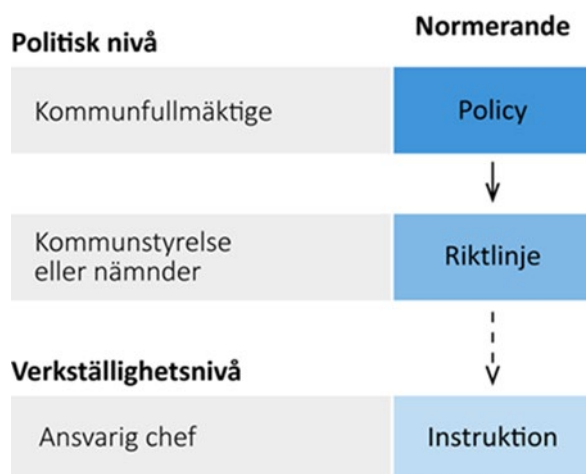 Normerande
Politisk nivå
Kommunfullmäktige
Policy
Kommunstyrelse
eller nämnder
Riktlinje
Verkställighetsnivå
Ansvarig chef
Instruktion